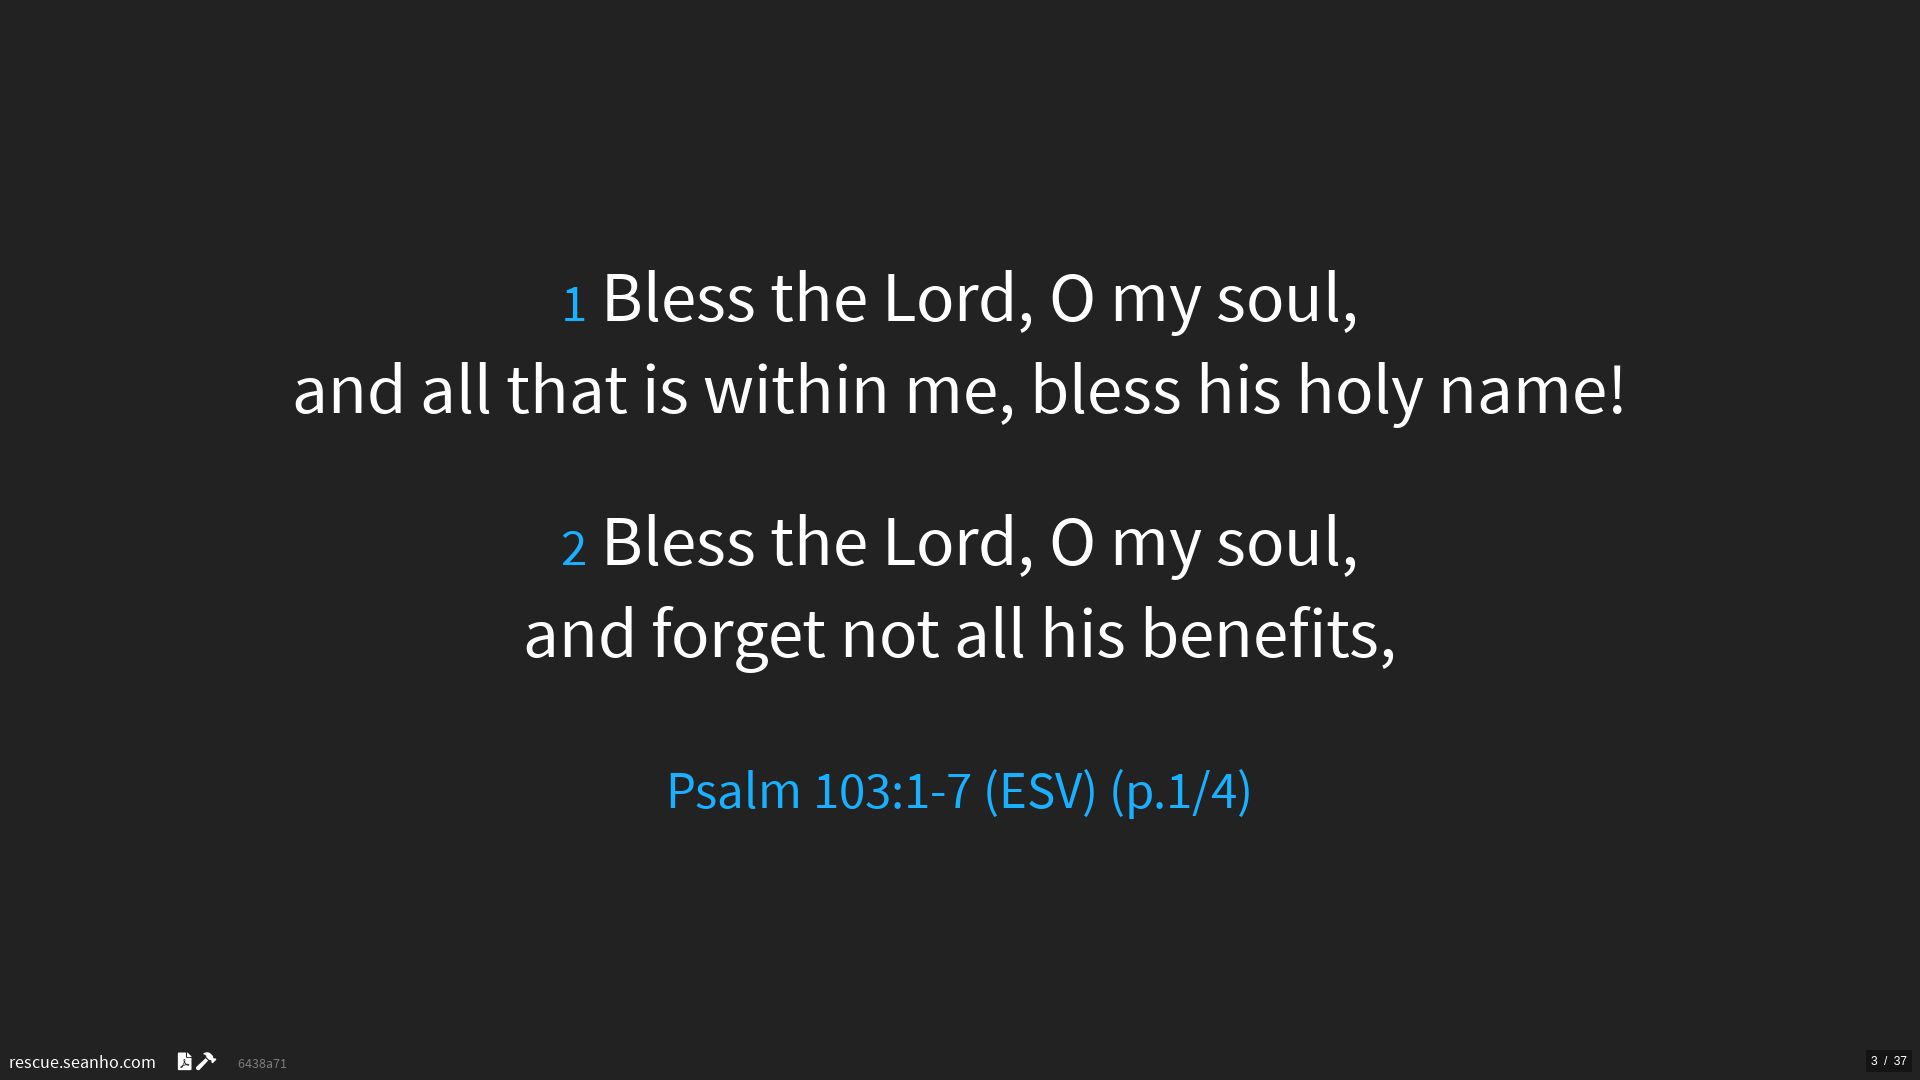 1 Bless the Lord, O my soul,
and all that is within me, bless his holy name!
2 Bless the Lord, O my soul,
and forget not all his benefits,
Psalm 103:1-7 (ESV) (p.1/4)
rescue.seanho.com 6438a71
3 / 37